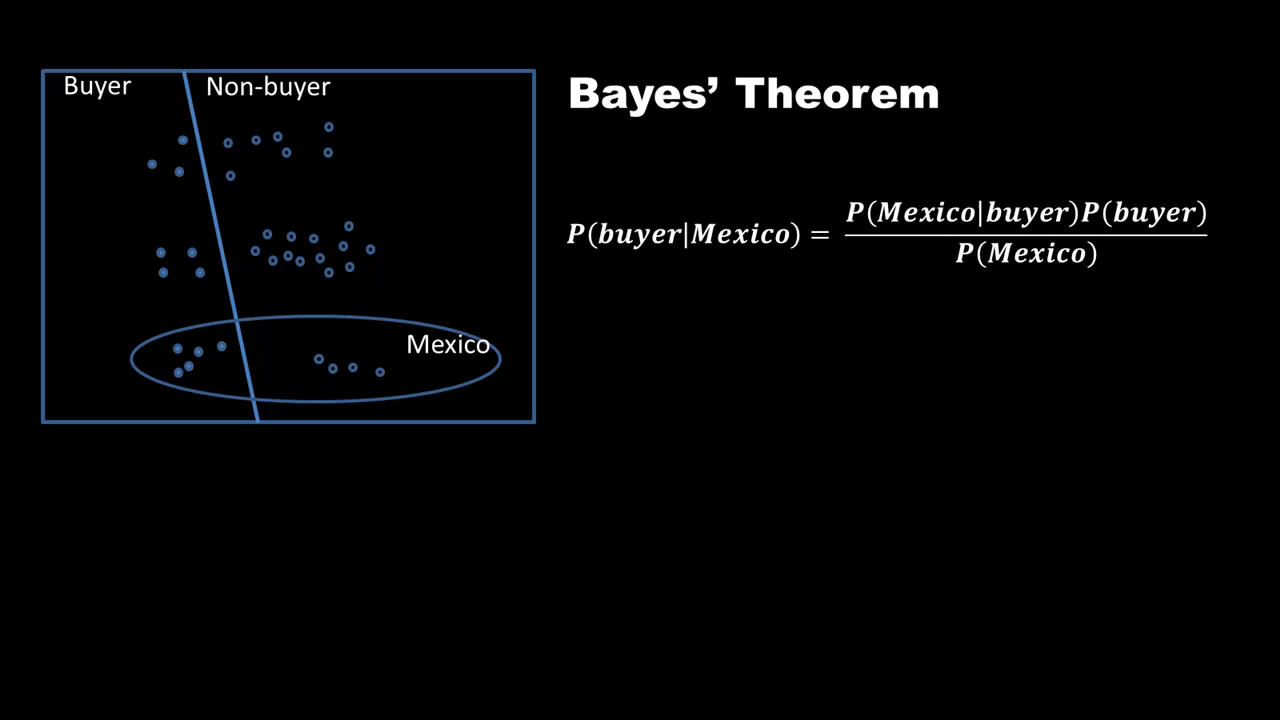 Buyer
Non-buyer
Mexico
Bayes’ Theorem
P(buyer|Mexico) = P(Mexico|buyer)P(buyer)
P(Mexico)